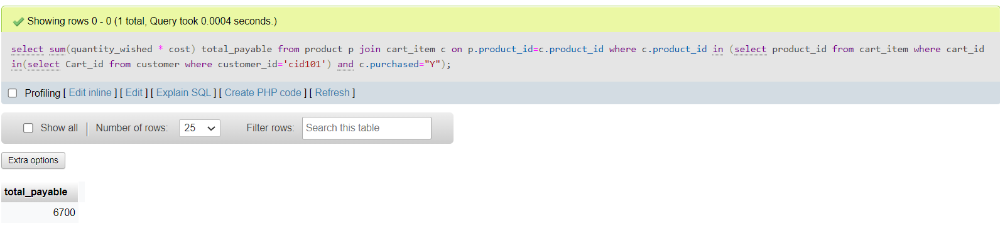 Showing rows 0 - 0 (1 total, Query took 0.0004 seconds.)
select sum(quantity_wished * cost) total_payable from product p join cart_item c on p.product_id=c.product_id where c.product_id in (select product_id from cart_item where cart_id
in(select Cart_id from customer where customer_id='cid101') and c.purchased="Y");
Profiling [ Edit inline ] [ Edit ] [ Explain SQL ] [ Create PHP code ] [ Refresh ]
Show all | Number of rows: 25 Filter rows: Search this table
Extra options
total_payable
6700